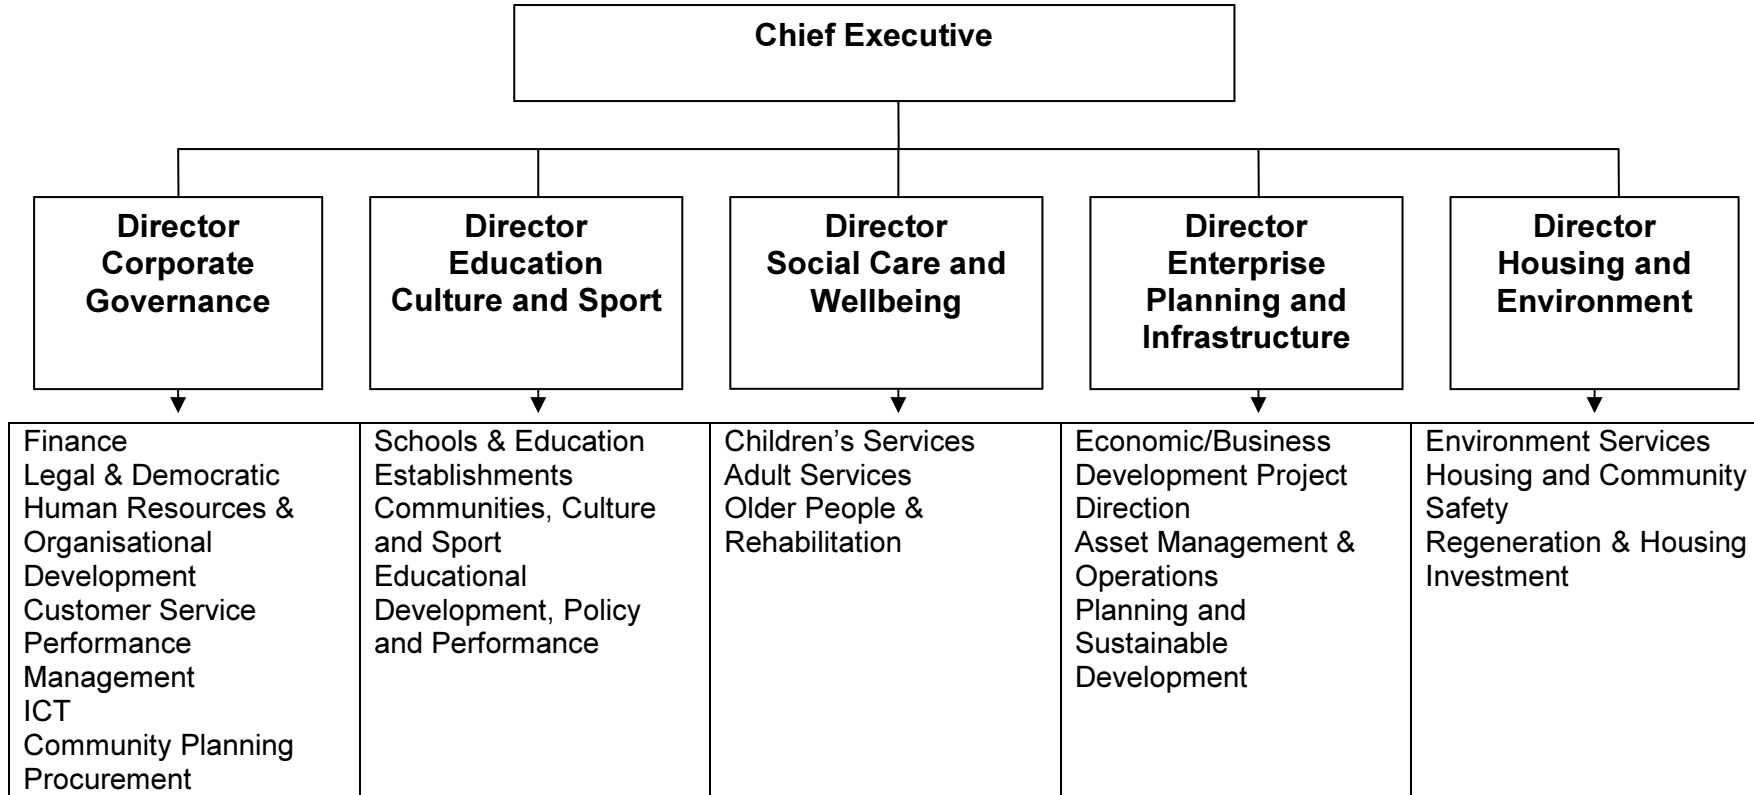 Chief Executive
Director
Corporate
Governance
Director
Education
Culture and Sport
Director
Social Care and
Wellbeing
Director
Enterprise
Planning and
Infrastructure
Director
Housing and
Environment
Finance
Legal & Democratic
Human Resources &
Organisational
Development
Customer Service
Performance
Management
ICT
Community Planning
Procurement
Schools & Education
Establishments
Communities, Culture
and Sport
Educational
Development, Policy
and Performance
Children’s Services
Adult Services
Older People &
Rehabilitation
Economic/Business
Development Project
Direction
Asset Management &
Operations
Planning and
Sustainable
Development
Environment Services
Housing and Community
Safety
Regeneration & Housing
Investment